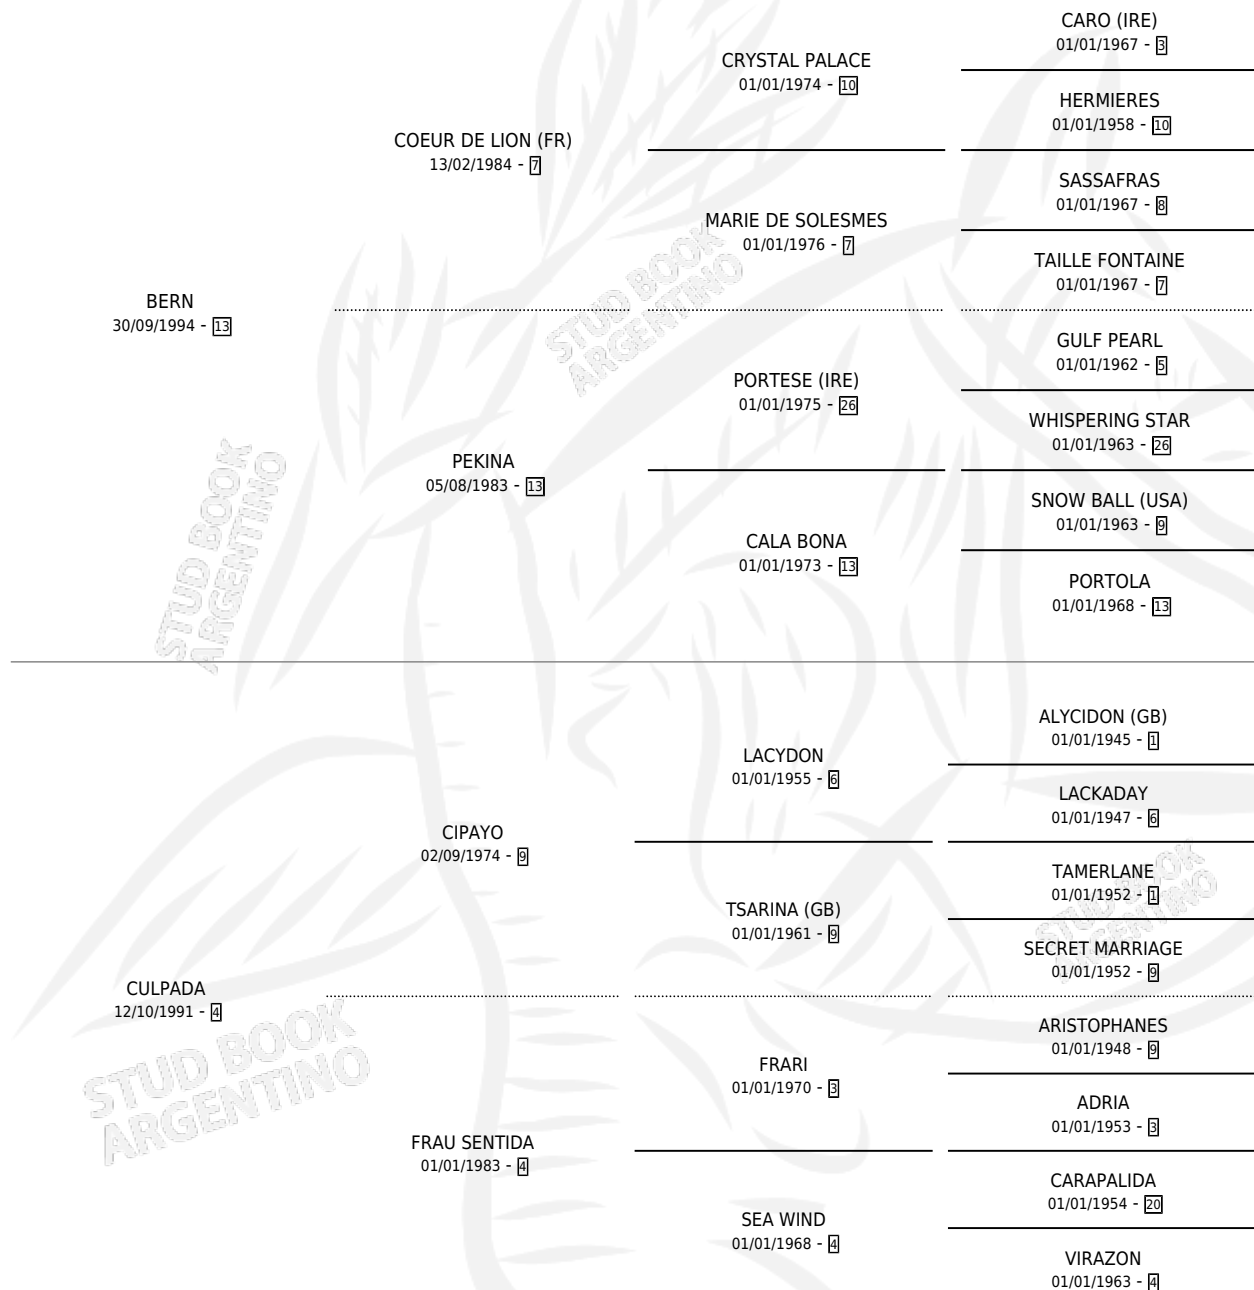 CARO (IRE)
01/01/1967 - 3
CRYSTAL PALACE
01/01/1974 - 10
HERMIERES
01/01/1958 - 10
COEUR DE LION (FR)
13/02/1984 - 7
SASSAFRAS
01/01/1967 - 8
MARIE DE SOLESMES
01/01/1976 - 7
TAILLE FONTAINE
01/01/1967 - 7
BERN
30/09/1994 - 13
STUD BOOK
ARGENTINO
GULF PEARL
01/01/1962 - 5
PORTESE (IRE)
01/01/1975 - 26
WHISPERING STAR
01/01/1963 - 26
PEKINA
05/08/1983 - 13
SNOW BALL (USA)
01/01/1963 - 9
CALA BONA
01/01/1973 - 13
PORTOLA
01/01/1968 - 13
STUD BOOK
ARGENTINO
ALYCIDON (GB)
01/01/1945 - 1
LACYDON
01/01/1955 - 6
LACKADAY
01/01/1947 - 6
CIPAYO
02/09/1974 - 9
TAMERLANE
01/01/1952 - 1
STUD BOOK
ARGENTINO
TSARINA (GB)
01/01/1961 - 9
SECRET MARRIAGE
01/01/1952 - 9
CULPADA
12/10/1991 - 4
STUD BOOK
ARGENTINO
ARISTOPHANES
01/01/1948 - 9
FRARI
01/01/1970 - 3
ADRIA
01/01/1953 - 3
FRAU SENTIDA
01/01/1983 - 4
CARAPALIDA
01/01/1954 - 20
SEA WIND
01/01/1968 - 4
VIRAZON
01/01/1963 - 4